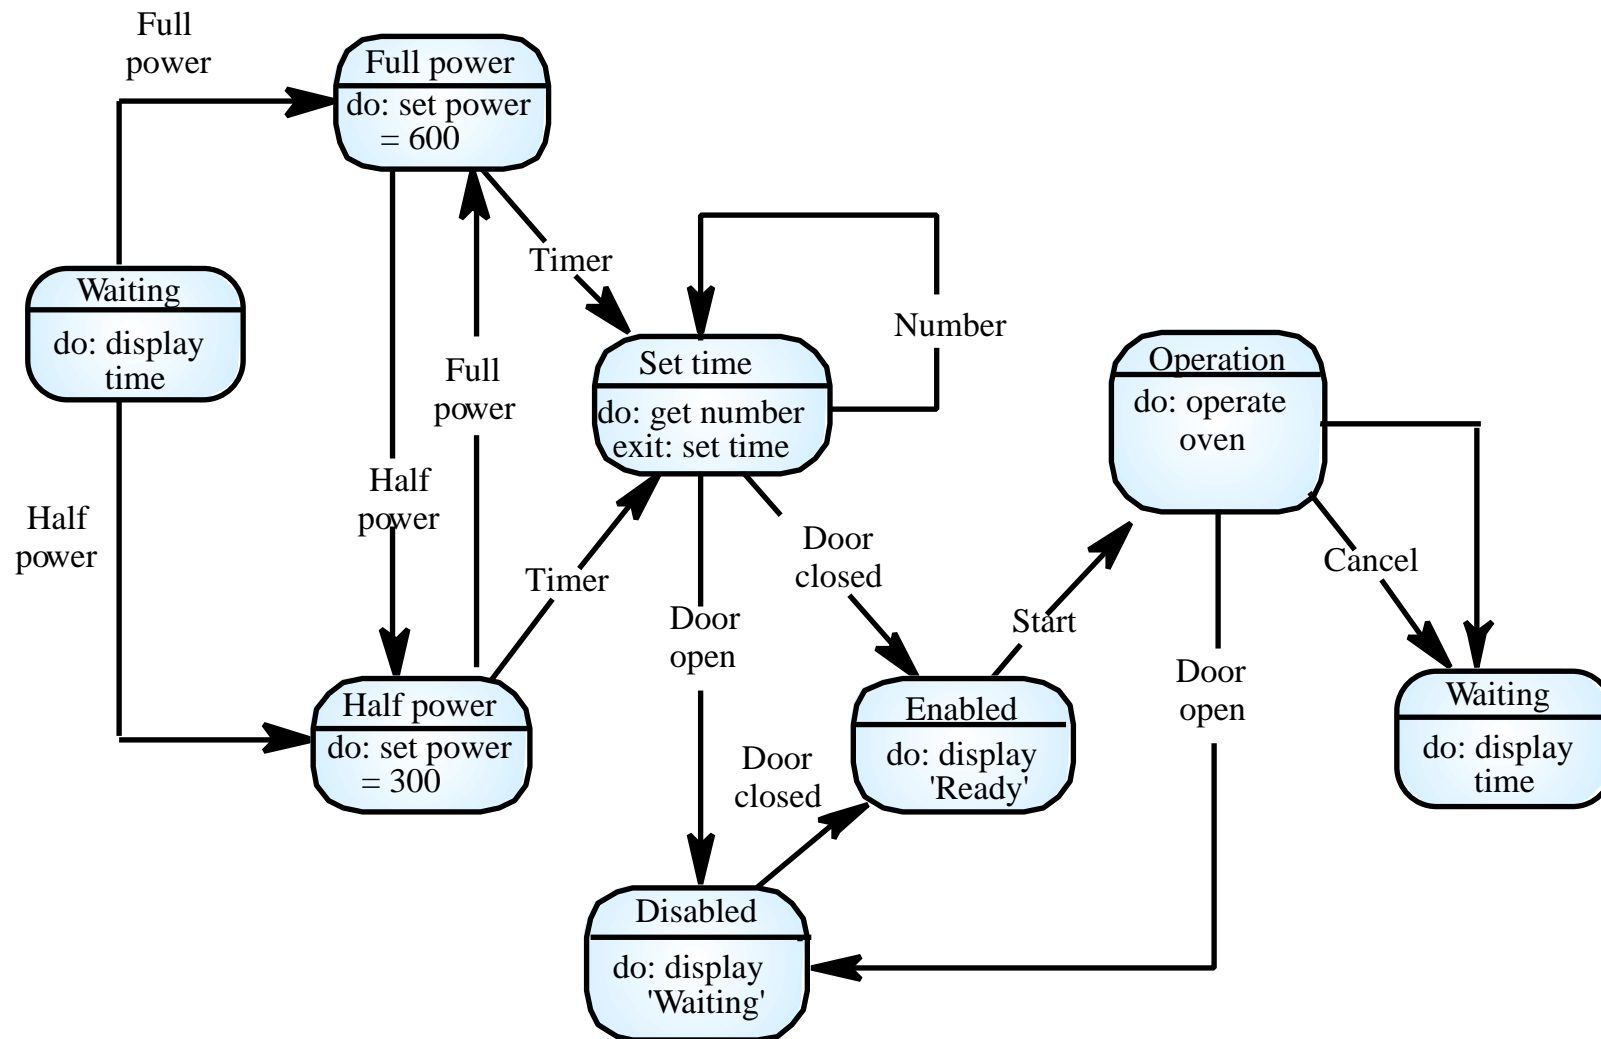 Full
power
Full power
do: set power
= 600
Timer
Waiting
do: display
time
Number
Set time
do: get number
exit: set time
Operation
do: operate
oven
Full
power
Half
power
Half
power
Timer
Door
closed
Cancel
Door
open
Start
Door
open
Half power
do: set power
= 300
Enabled
do: display
'Ready'
Waiting
do: display
time
Door
closed
Disabled
do: display
'Waiting'